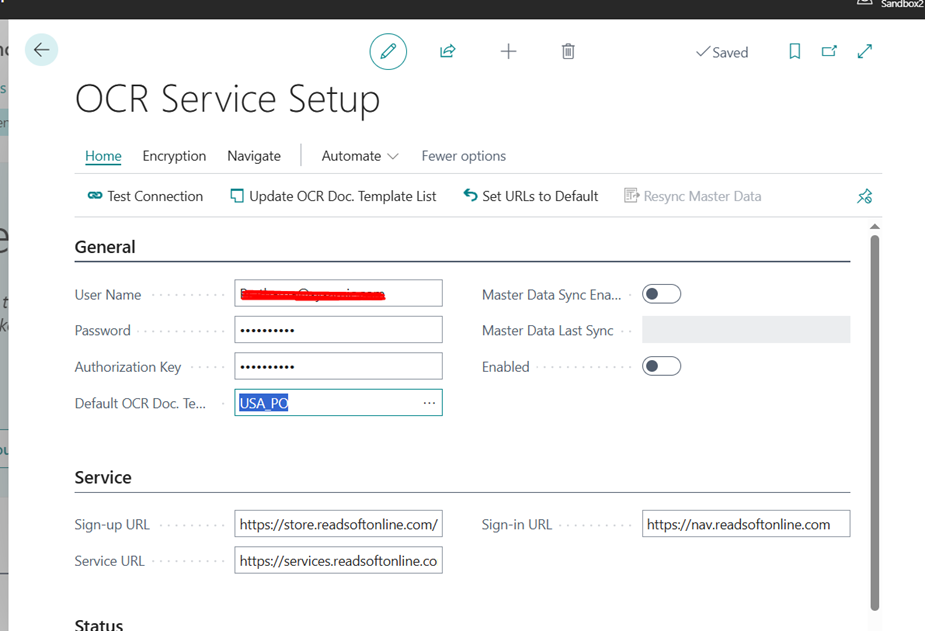 Sandbox2
Saved
OCR Service Setup
Home Encryption Navigate Automate Fewer options
Test Connection Update OCR Doc. Template List Set URLs to Default Resync Master Data
General
User Name
Master Data Sync Ena...
Password ••••••••••
Master Data Last Sync
Authorization Key ••••••••••
Enabled
Default OCR Doc. Te... USA_PO ...
Service
Sign-up URL https://store.readsoftonline.com/
Sign-in URL https://nav.readsoftonline.com
Service URL https://services.readsoftonline.co
Status